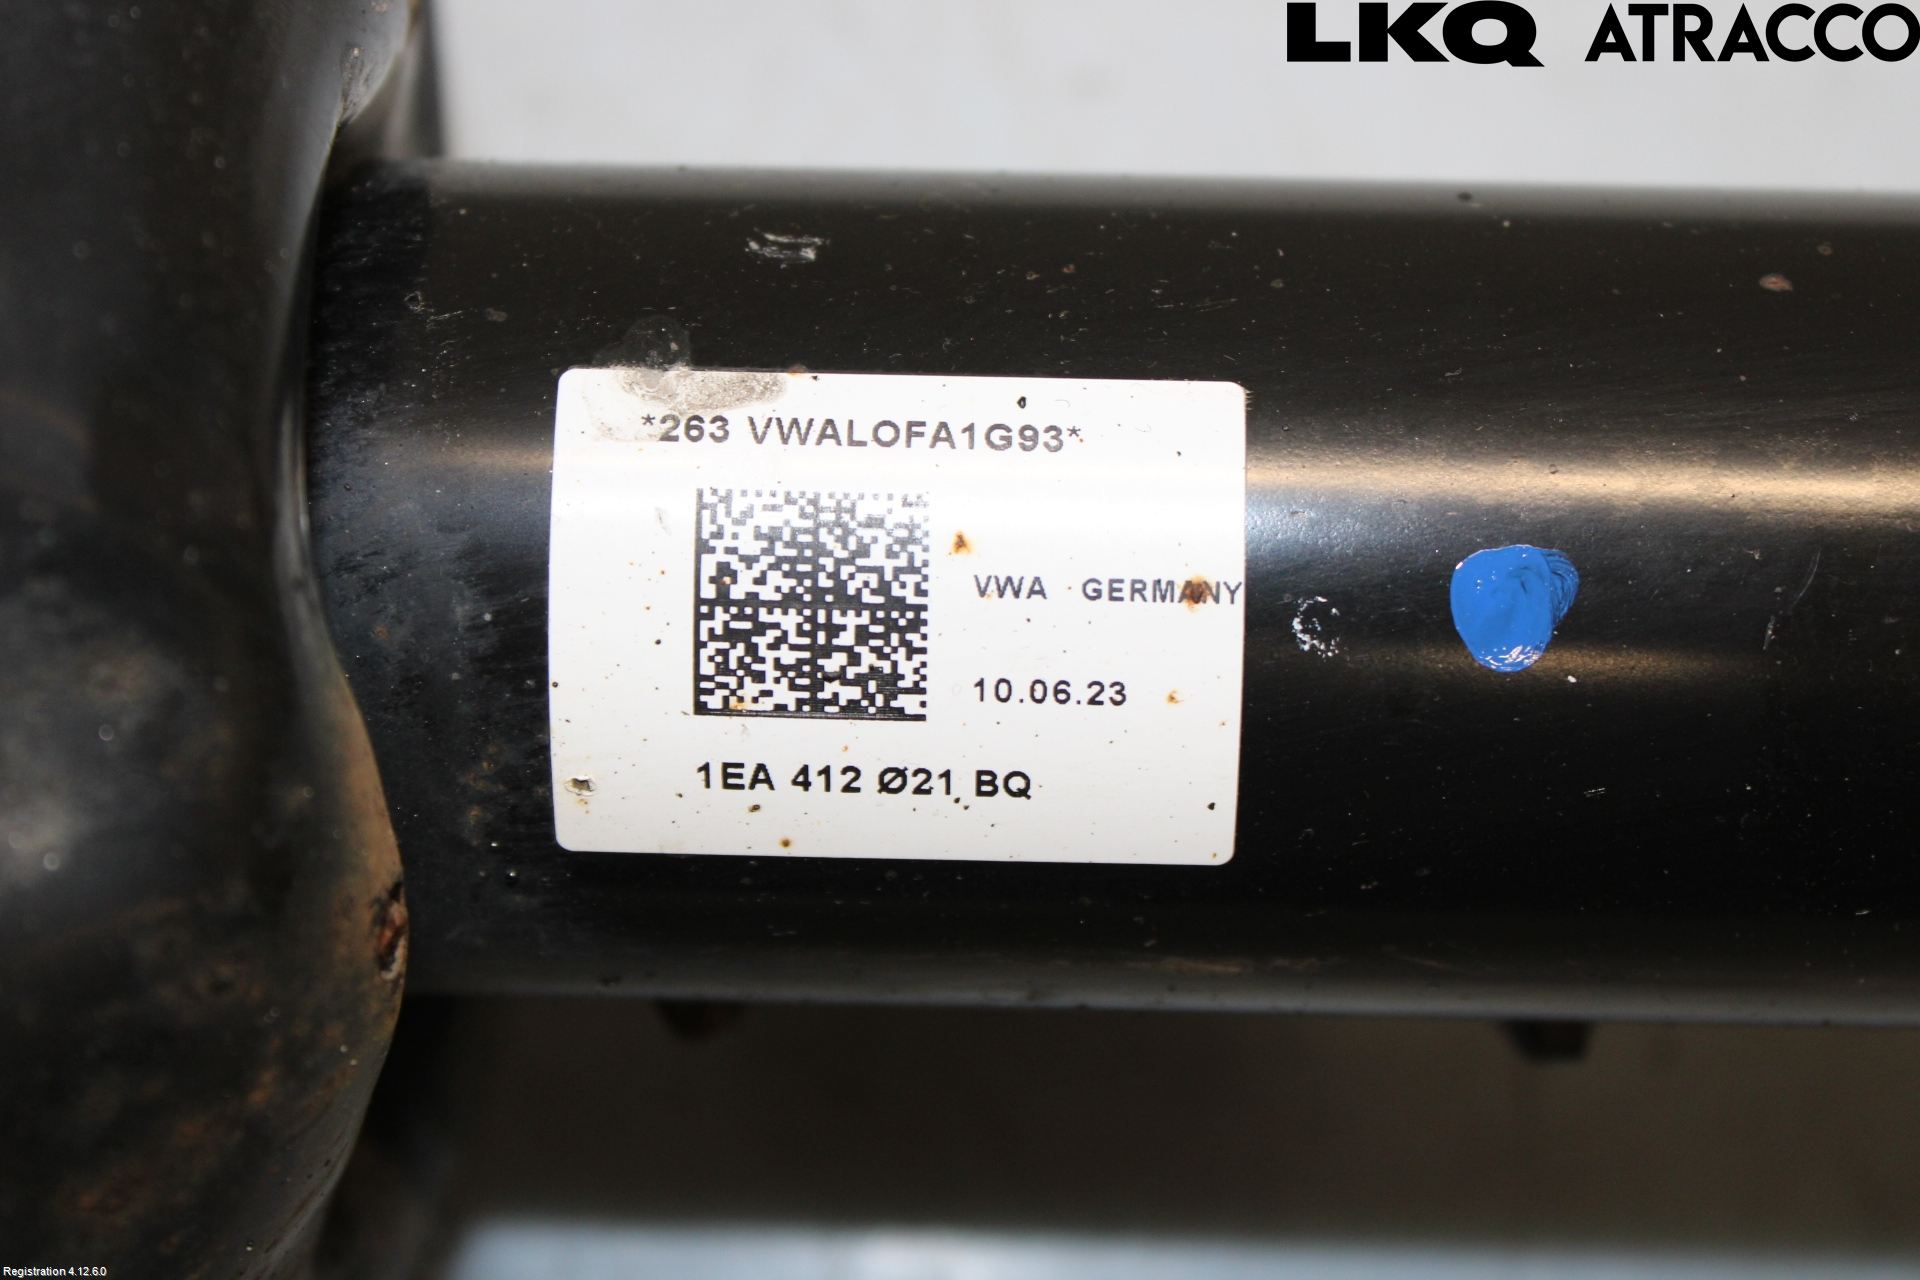 LKQ ATRACCO
*263 VWALOFA1G93*
VWA GERMANY
10.06.23
1EA 412 Ø21 BQ
Registration 4.12.6.0